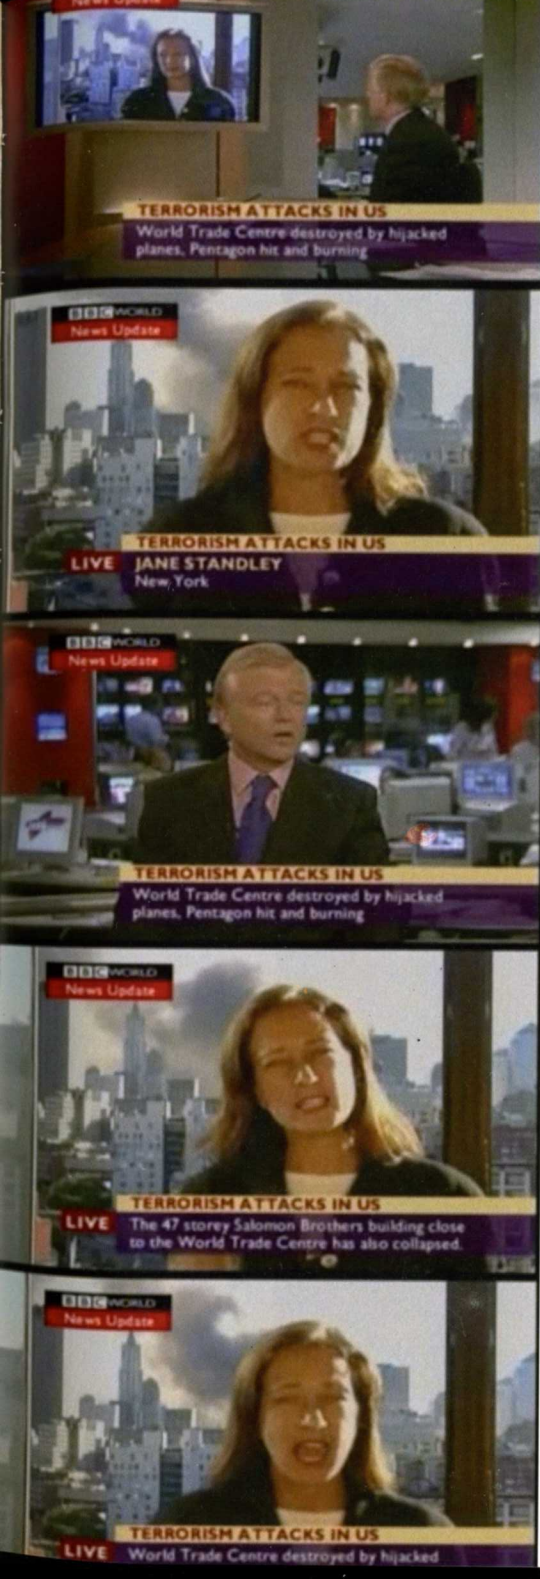 News Update
TERRORISM ATTACKS IN US
World Trade Centre destroyed by hijacked
planes, Pentagon hit and burning
BBC WORLD
News Update
TERRORISM ATTACKS IN US
LIVE JANE STANDLEY
New York
BBC WORLD
News Update
TERRORISM ATTACKS IN US
World Trade Centre destroyed by hijacked
planes, Pentagon hit and burning
BBC WORLD
News Update
TERRORISM ATTACKS IN US
LIVE The 47 storey Salomon Brothers building close
to the World Trade Centre has also collapsed.
BBC WORLD
News Update
TERRORISM ATTACKS IN US
LIVE World Trade Centre destroyed by hijacked